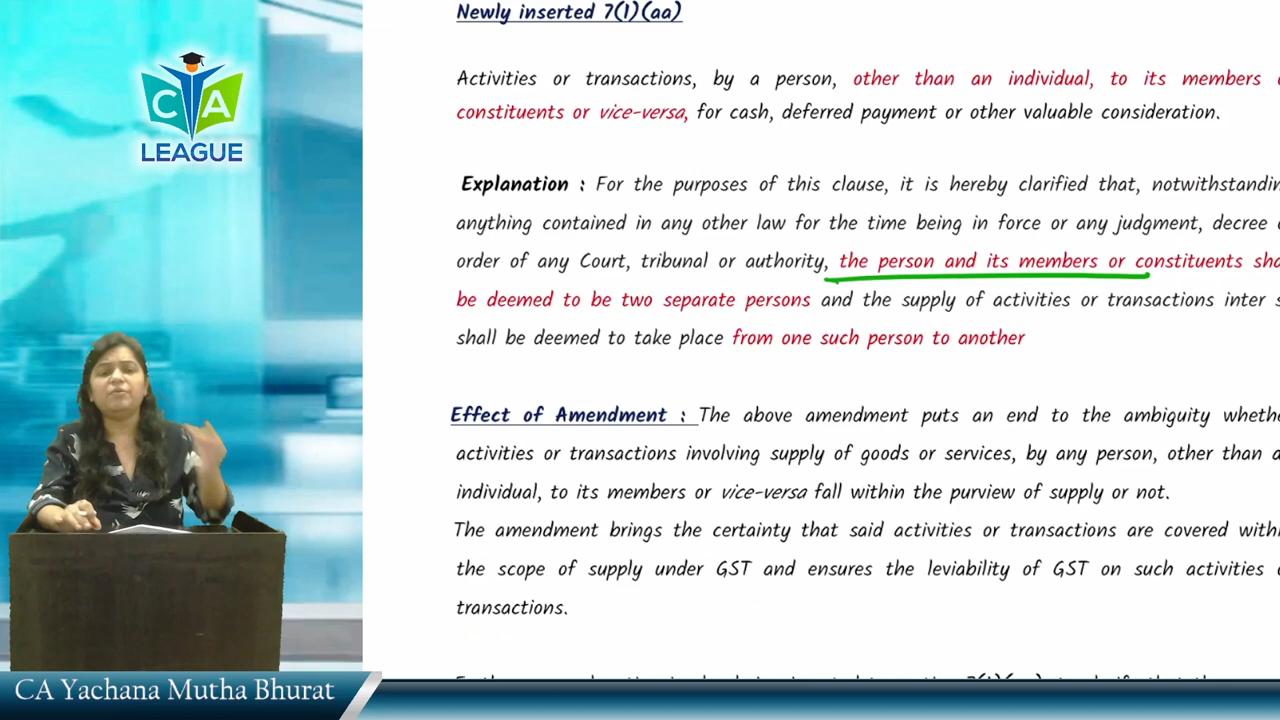 C A
LEAGUE
Newly inserted 7(1)(aa)
Activities or transactions, by a person, other than an individual, to its members
constituents or vice-versa, for cash, deferred payment or other valuable consideration.
Explanation : For the purposes of this clause, it is hereby clarified that,
anything contained in any other law for the time being in force or any judgment, decree
order of any Court, tribunal or authority, the person and its members or constituents
be deemed to be two separate persons and the supply of activities or transactions inter
shall be deemed to take place from one such person to another
Effect of Amendment : The above amendment puts an end to the ambiguity
activities or transactions involving supply of goods or services, by any person, other than
individual, to its members or vice-versa fall within the purview of supply or not.
The amendment brings the certainty that said activities or transactions are covered
the scope of supply under GST and ensures the leviability of GST on such activities
transactions.
CA Yachana Mutha Bhurat